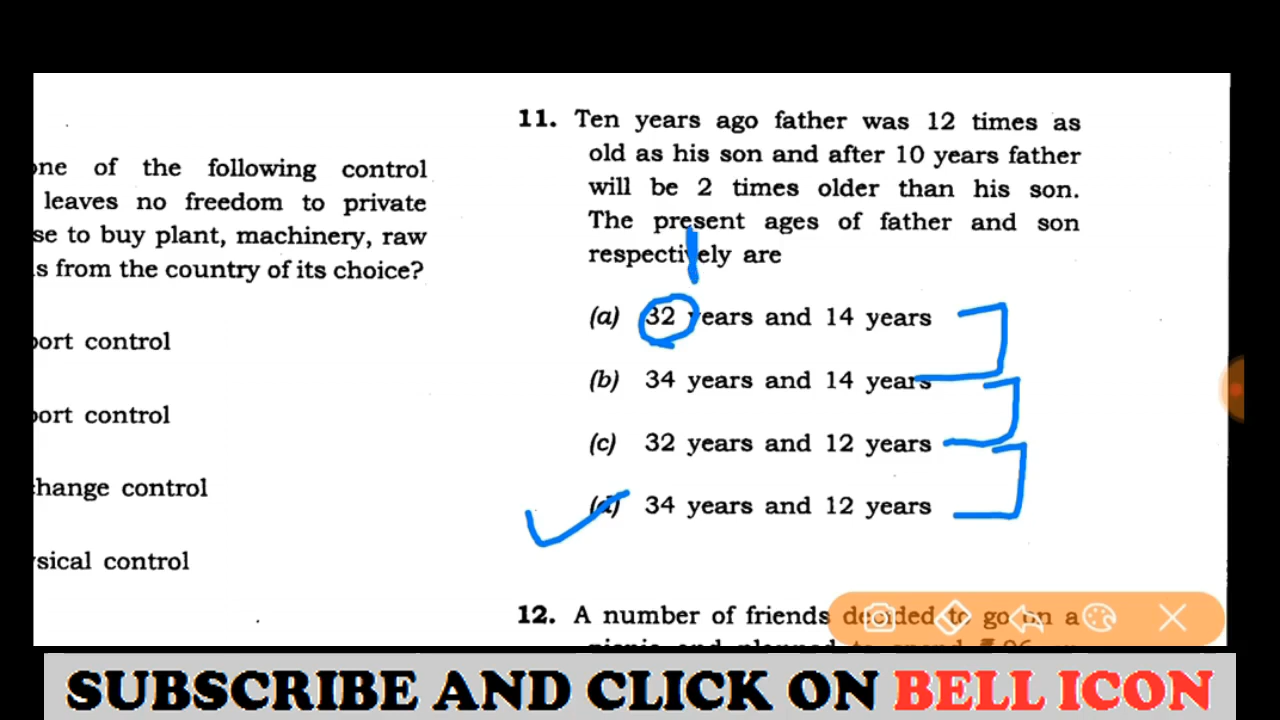 one of the following control
leaves no freedom to private
se to buy plant, machinery, raw
s from the country of its choice?
port control
port control
change control
sical control
11. Ten years ago father was 12 times as
old as his son and after 10 years father
will be 2 times older than his son.
The present ages of father and son
respectively are
(a) 32 years and 14 years
(b) 34 years and 14 years
(c) 32 years and 12 years
(d) 34 years and 12 years
12. A number of friends decided to go on a
SUBSCRIBE AND CLICK ON BELL ICON